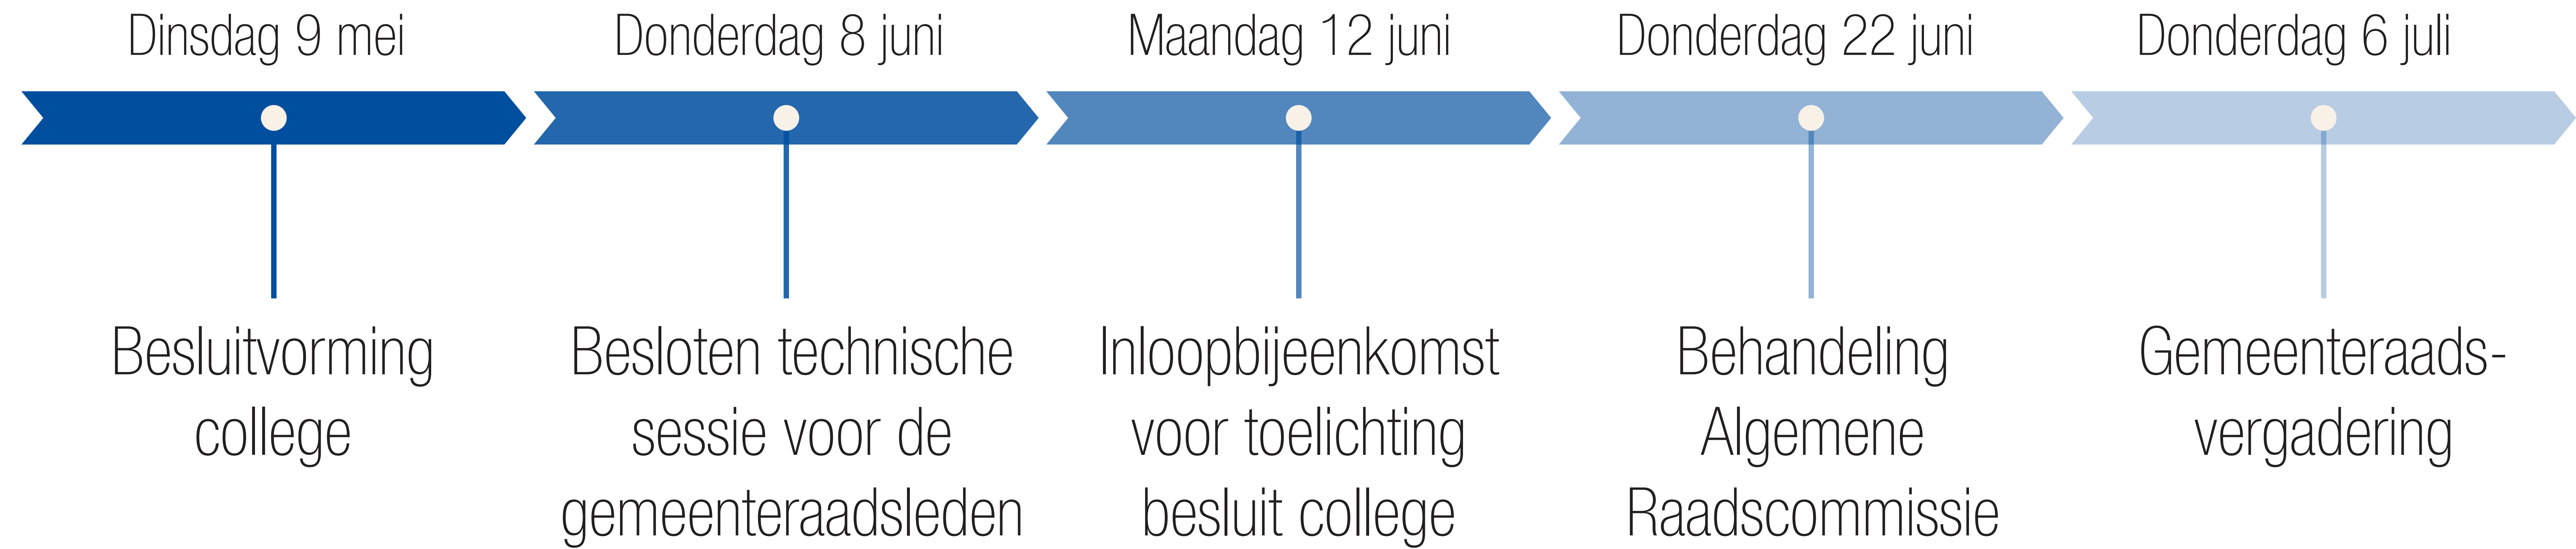 Dinsdag 9 mei
Donderdag 8 juni
Maandag 12 juni
Donderdag 22 juni
Donderdag 6 juli
Besluitvorming
college
Besloten technische
sessie voor de
gemeenteraadsleden
Inloopbijeenkomst
voor toelichting
besluit college
Behandeling
Algemene
Raadscommissie
Gemeenteraads-
vergadering